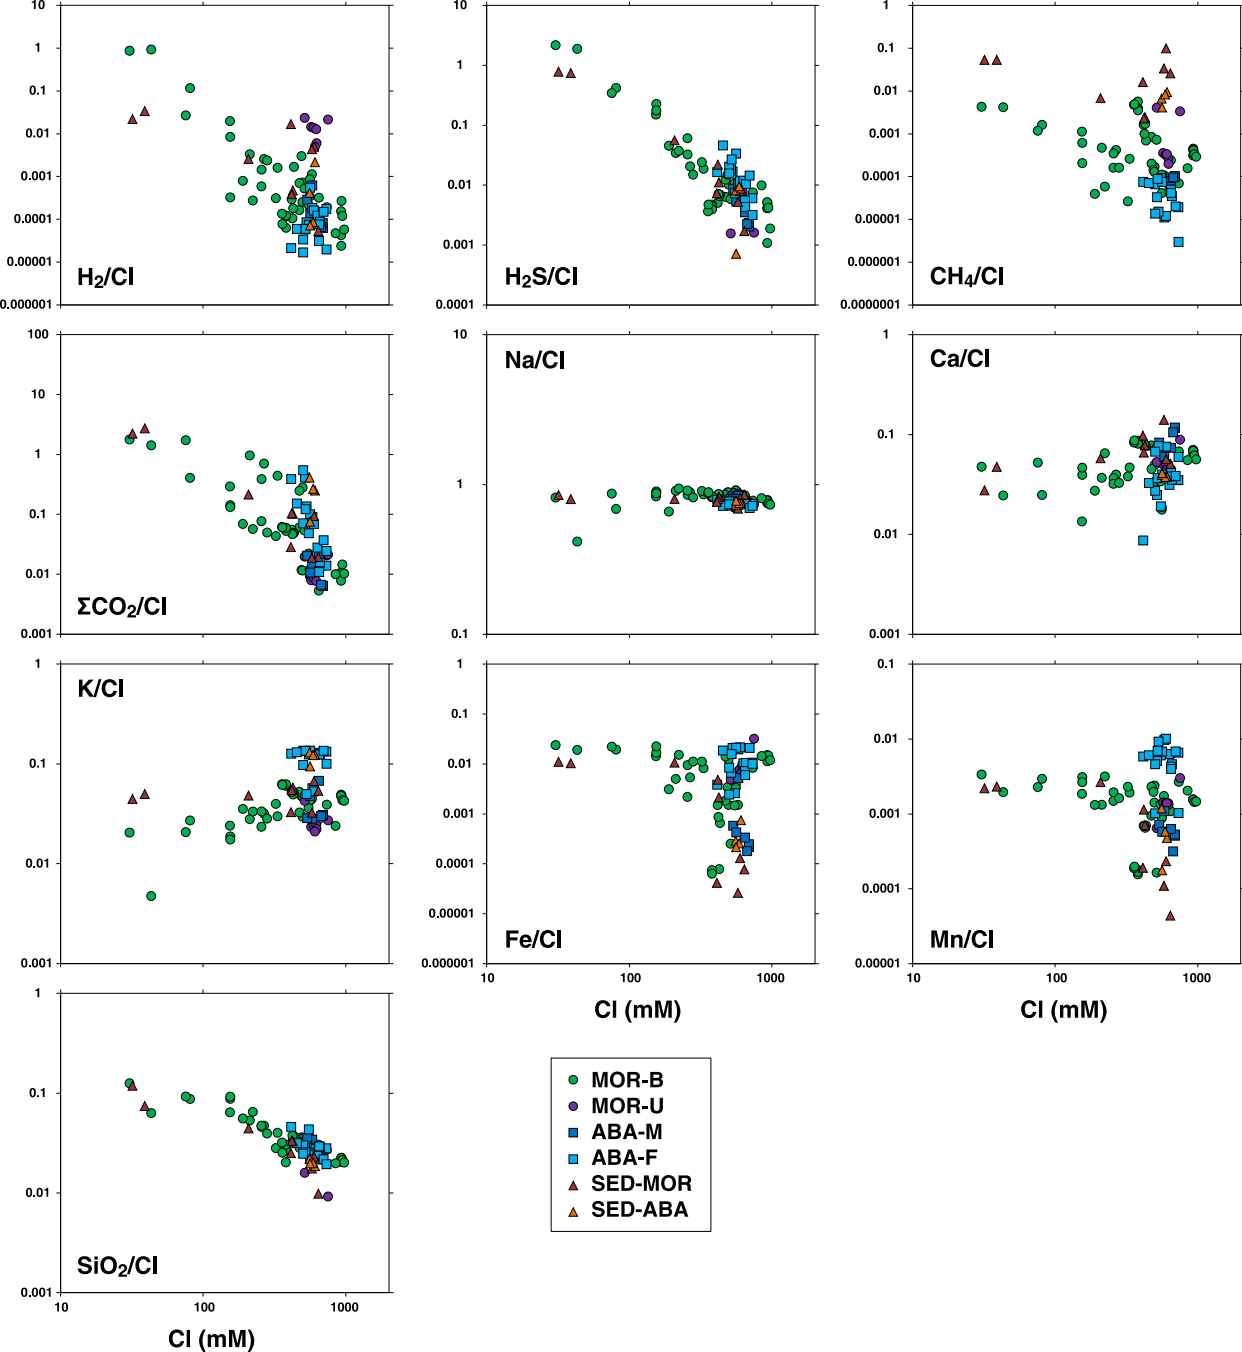 10
1
0.1
0.01
0.001
0.0001
0.00001
0.000001
H₂/Cl
10
1
0.1
0.01
0.001
0.0001
H₂S/Cl
1
0.1
0.01
0.001
0.0001
0.00001
0.000001
0.0000001
CH₄/Cl
100
10
1
0.1
0.01
0.001
ΣCO₂/Cl
10
1
0.1
Na/Cl
1
0.1
0.01
0.001
Ca/Cl
1
0.1
0.01
0.001
K/Cl
1
0.1
0.01
0.001
0.0001
0.00001
0.000001
10 100 1000
Fe/Cl
Cl (mM)
0.1
0.01
0.001
0.0001
0.00001
10 100 1000
Mn/Cl
Cl (mM)
1
0.1
0.01
0.001
10 100 1000
SiO₂/Cl
Cl (mM)
MOR-B
MOR-U
ABA-M
ABA-F
SED-MOR
SED-ABA